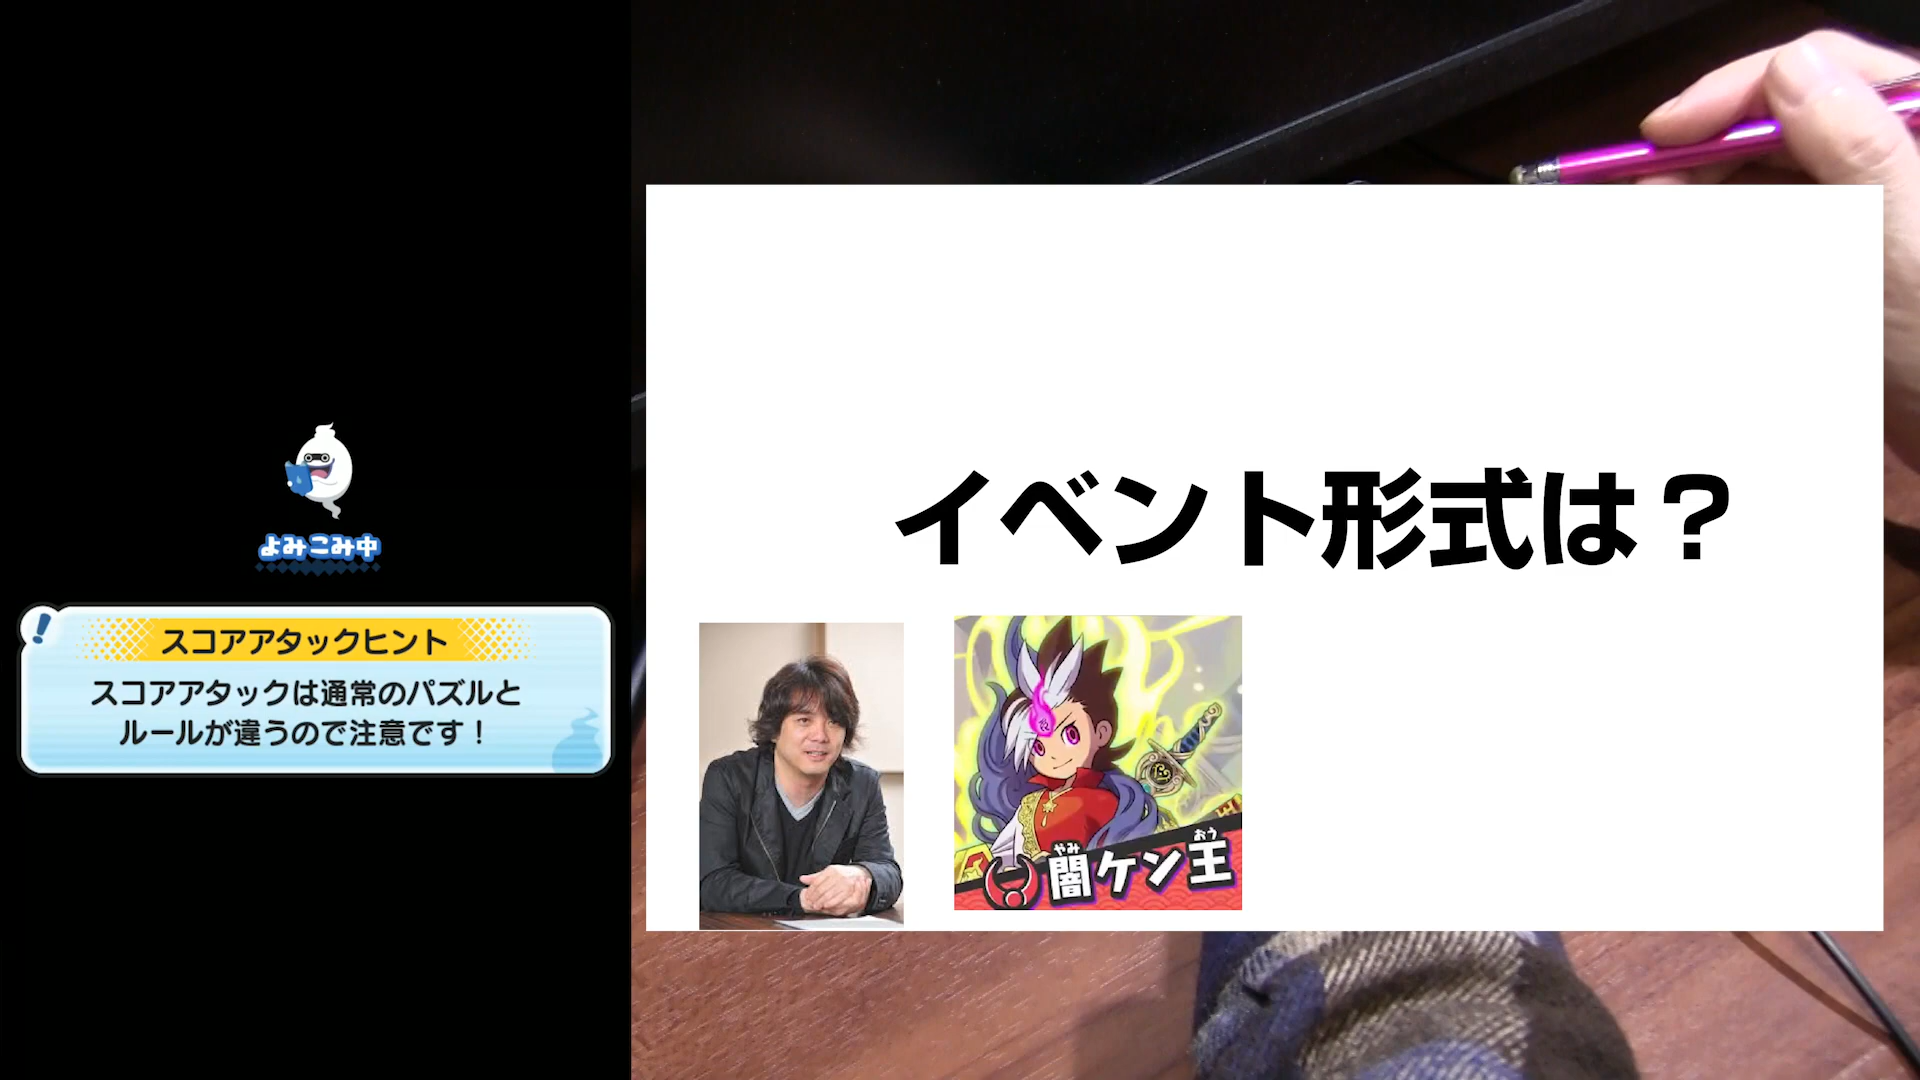 よみこみ中
!
スコアアタックヒント
スコアアタックは通常のパズルと
ルールが違うので注意です！
イベント形式は？
やみ
おう
闇ケン王